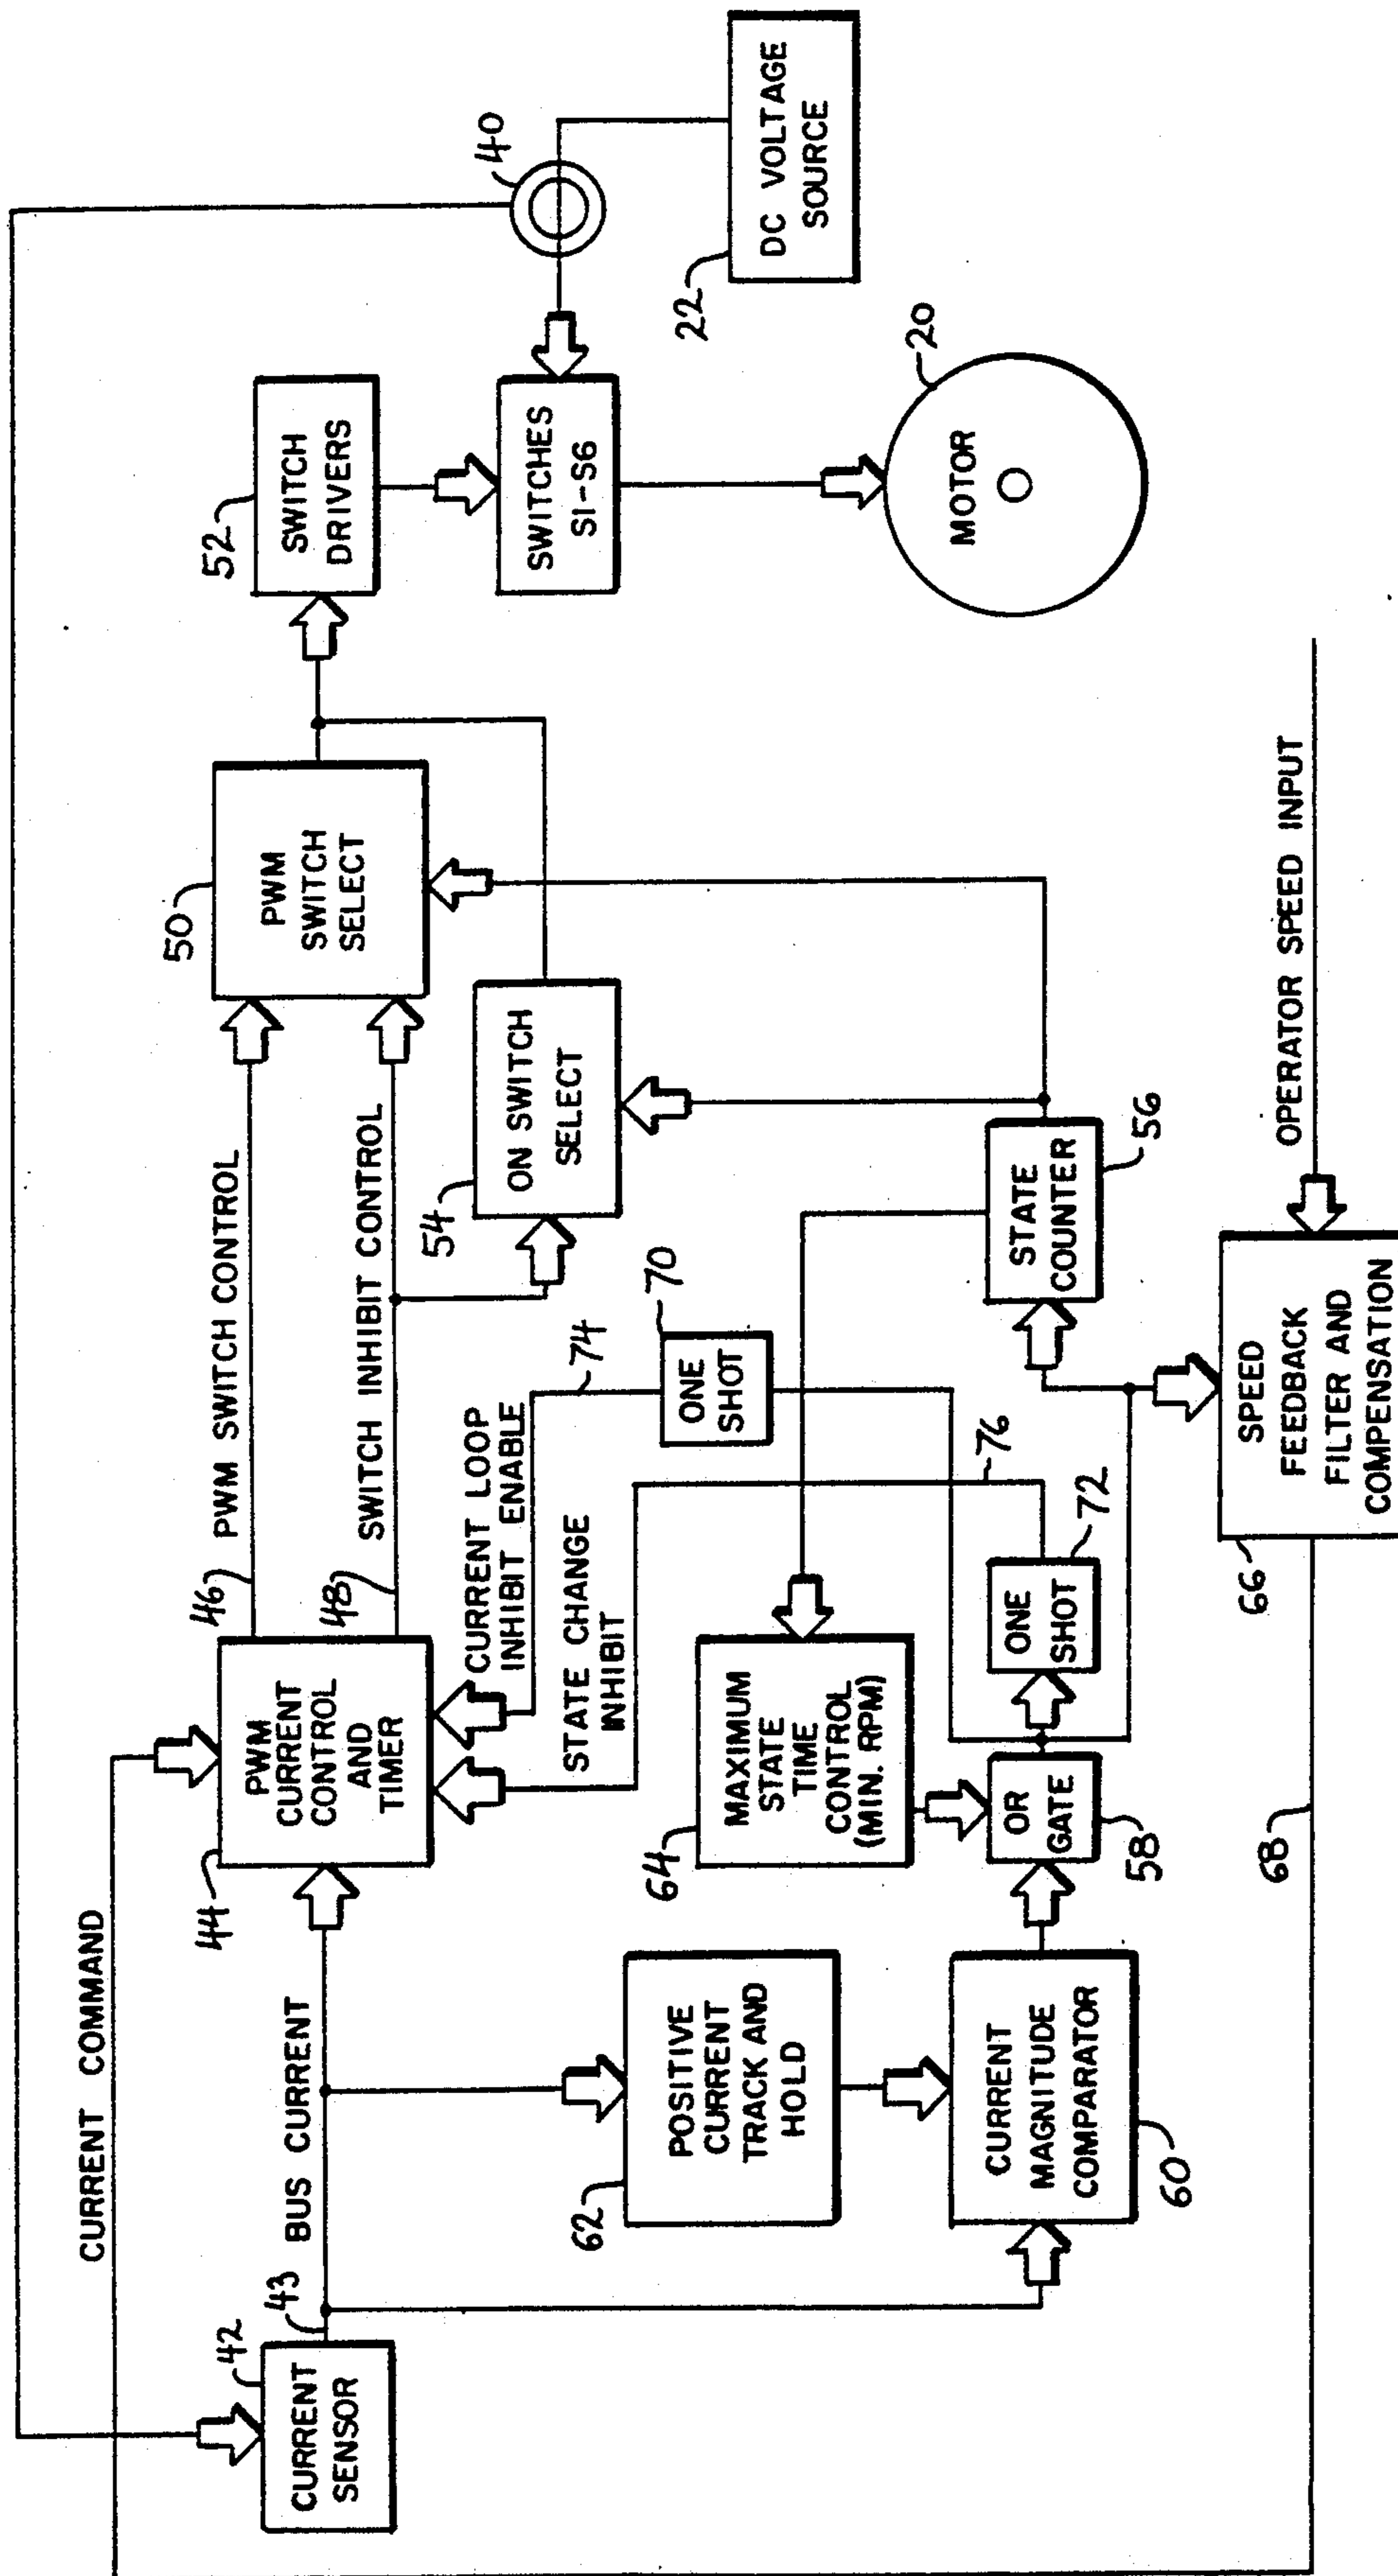 CURRENT COMMAND
42
CURRENT
SENSOR
43
BUS CURRENT
44
PWM
CURRENT
CONTROL
AND
TIMER
46
PWM SWITCH CONTROL
48
SWITCH INHIBIT CONTROL
50
PWM
SWITCH
SELECT
52
SWITCH
DRIVERS
40
CURRENT LOOP
INHIBIT ENABLE
74
STATE CHANGE
INHIBIT
54
ON SWITCH
SELECT
SWITCHES
S1-S6
62
POSITIVE
CURRENT
TRACK AND
HOLD
64
MAXIMUM
STATE
TIME
CONTROL
(MIN. RPM)
70
ONE
SHOT
22
DC VOLTAGE
SOURCE
76
20
MOTOR
CURRENT
MAGNITUDE
COMPARATOR
60
OR
GATE
58
ONE
SHOT
72
STATE
COUNTER
56
68
66
SPEED
FEEDBACK
FILTER AND
COMPENSATION
OPERATOR SPEED INPUT